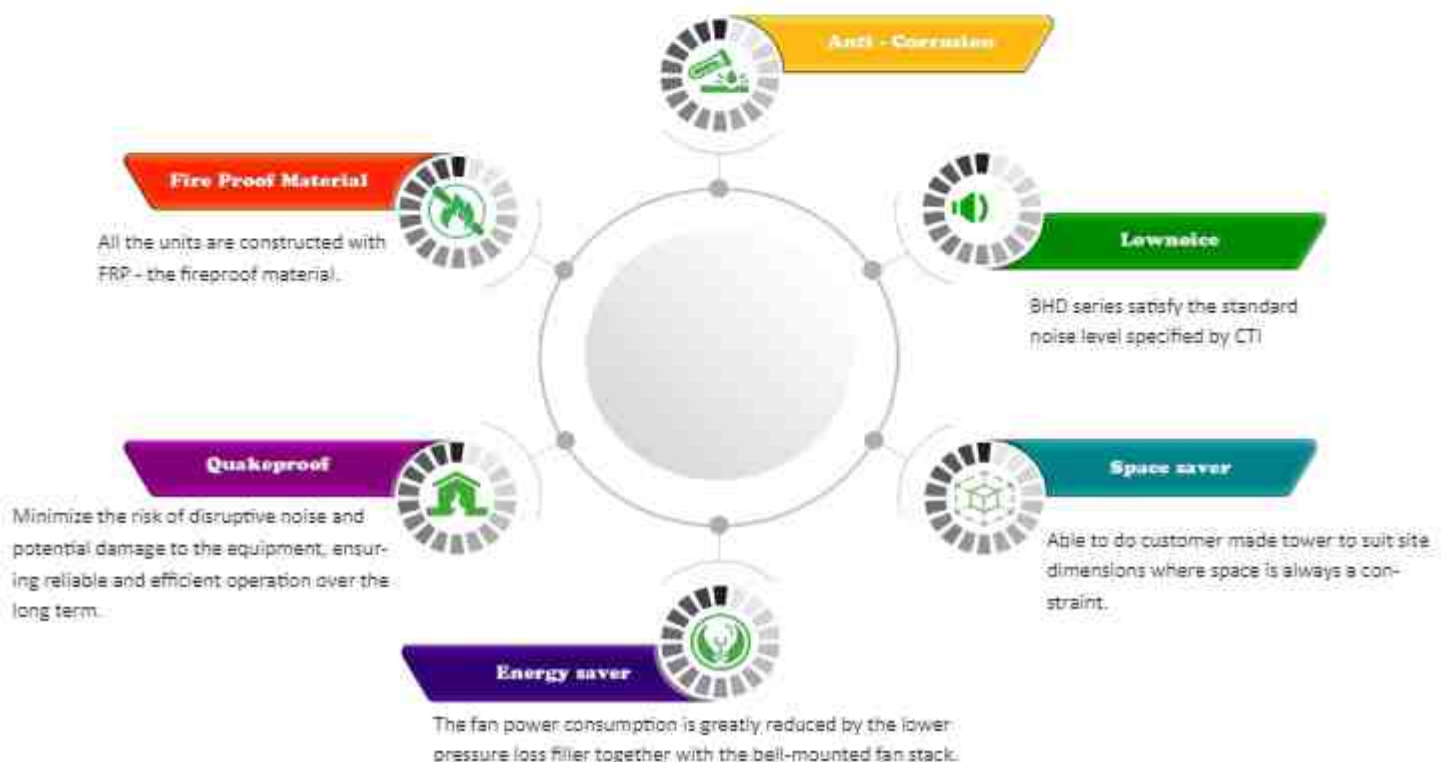 Anti - Corrusion
Fire Proof Material
All the units are constructed with
FRP - the fireproof material.
Lownoice
BHD series satisfy the standard
noise level specified by CTI
Quakeproof
Minimize the risk of disruptive noise and
potential damage to the equipment, ensur-
ing reliable and efficient operation over the
long term.
Space saver
Able to do customer made tower to suit site
dimensions where space is always a con-
straint.
Energy saver
The fan power consumption is greatly reduced by the lower
pressure loss filler together with the bell-mounted fan stack.